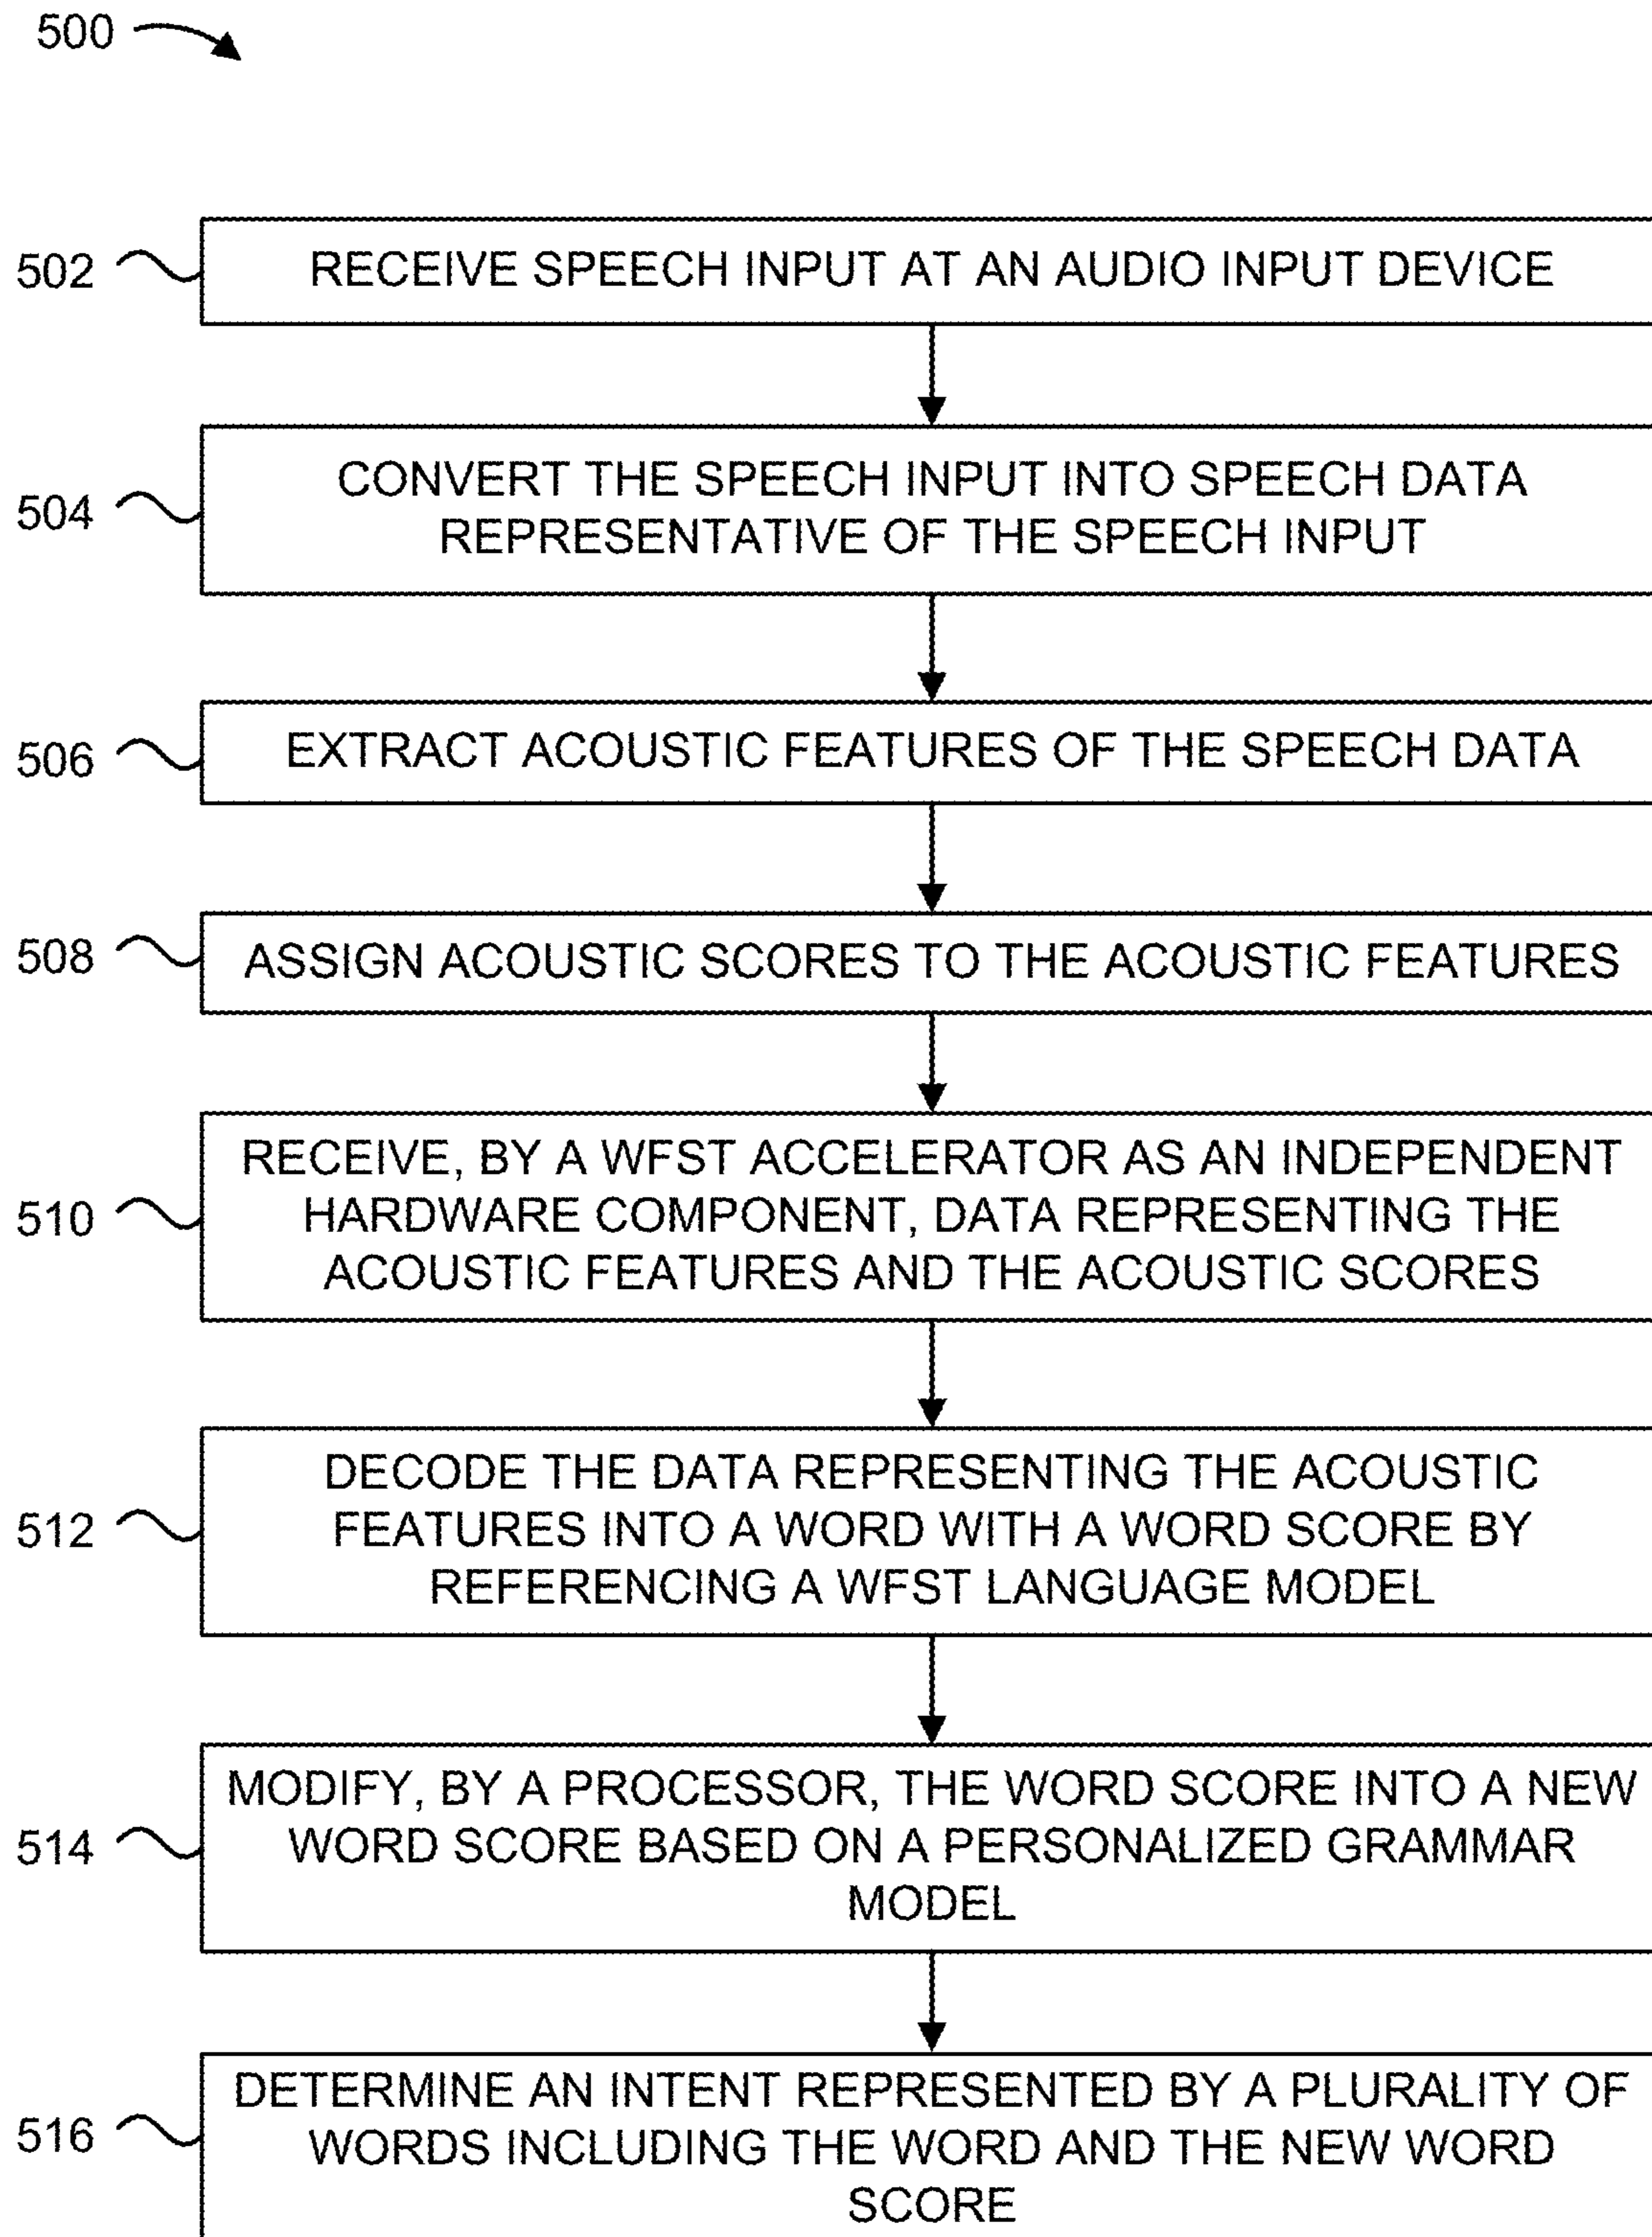 500
502
RECEIVE SPEECH INPUT AT AN AUDIO INPUT DEVICE
504
CONVERT THE SPEECH INPUT INTO SPEECH DATA
REPRESENTATIVE OF THE SPEECH INPUT
506
EXTRACT ACOUSTIC FEATURES OF THE SPEECH DATA
508
ASSIGN ACOUSTIC SCORES TO THE ACOUSTIC FEATURES
510
RECEIVE, BY A WFST ACCELERATOR AS AN INDEPENDENT
HARDWARE COMPONENT, DATA REPRESENTING THE
ACOUSTIC FEATURES AND THE ACOUSTIC SCORES
512
DECODE THE DATA REPRESENTING THE ACOUSTIC
FEATURES INTO A WORD WITH A WORD SCORE BY
REFERENCING A WFST LANGUAGE MODEL
514
MODIFY, BY A PROCESSOR, THE WORD SCORE INTO A NEW
WORD SCORE BASED ON A PERSONALIZED GRAMMAR
MODEL
516
DETERMINE AN INTENT REPRESENTED BY A PLURALITY OF
WORDS INCLUDING THE WORD AND THE NEW WORD
SCORE